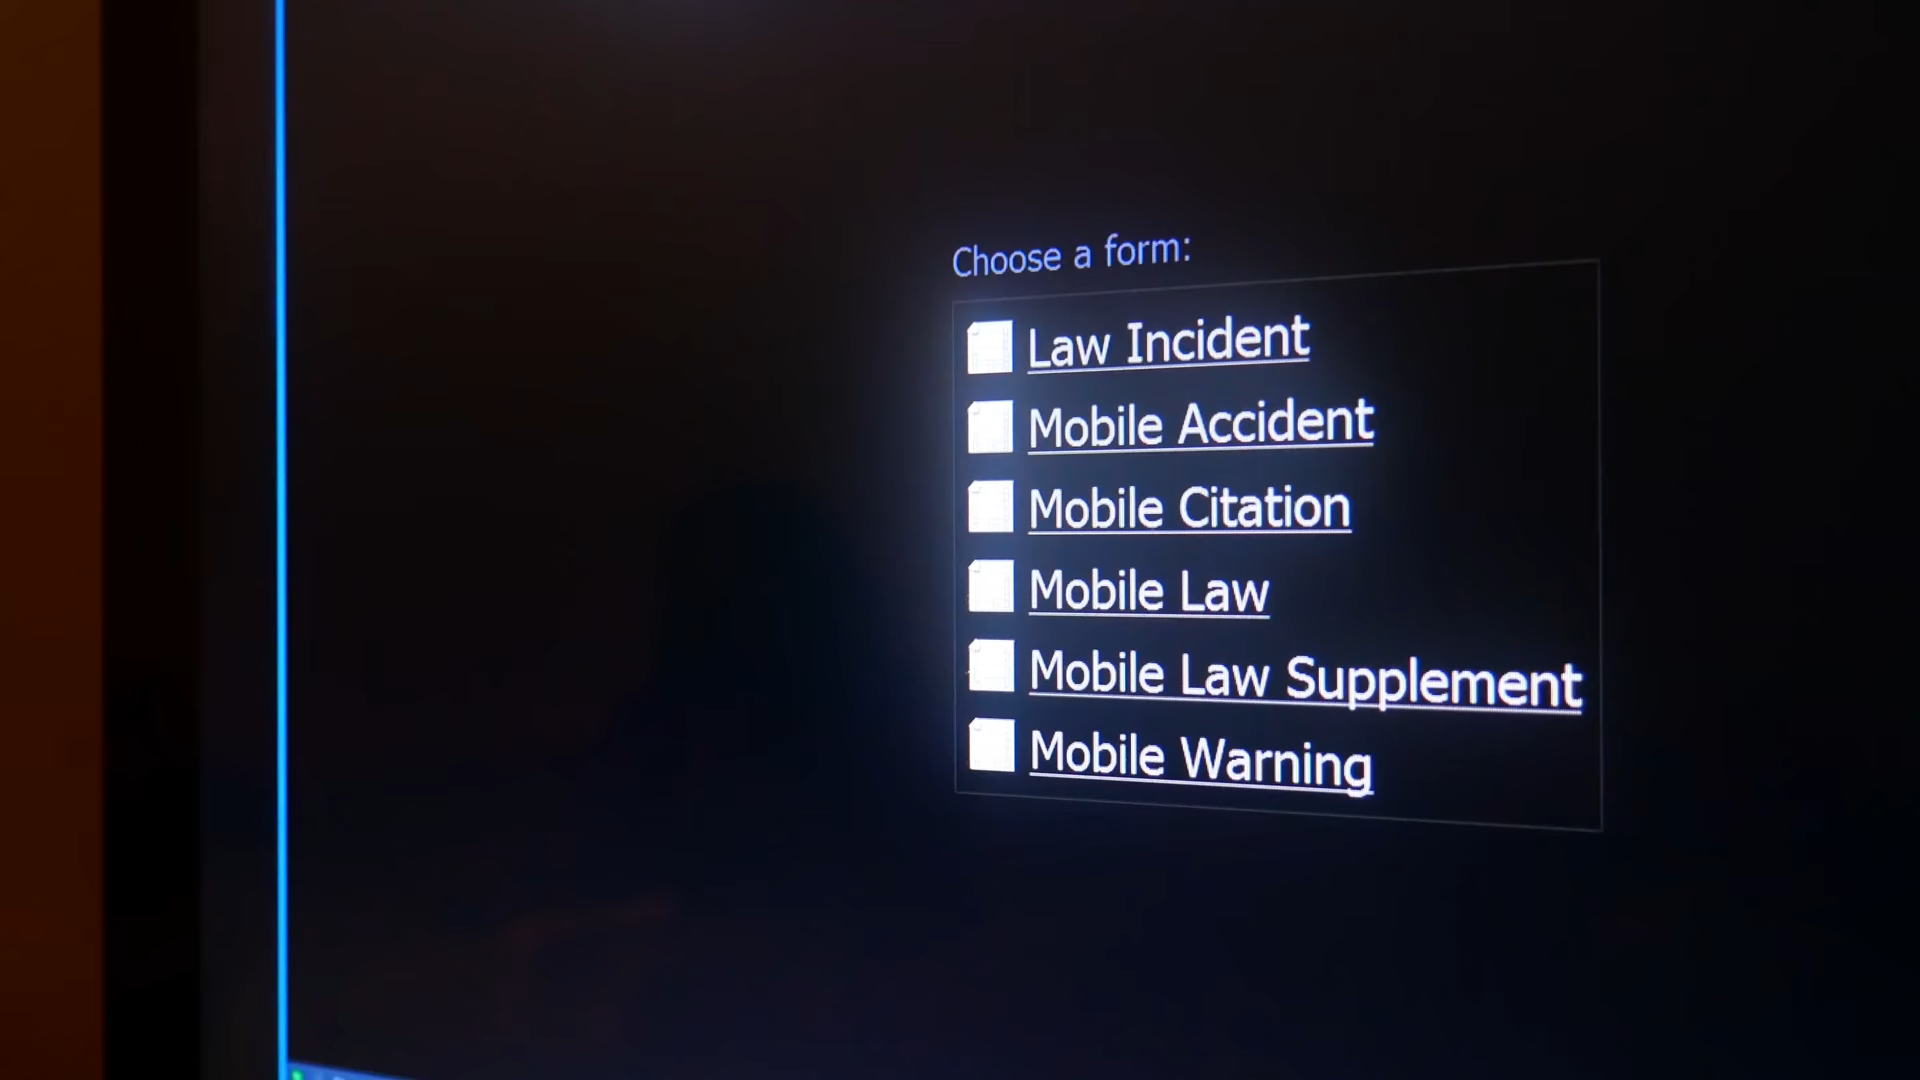 Choose a form:
Law Incident
Mobile Accident
Mobile Citation
Mobile Law
Mobile Law Supplement
Mobile Warning